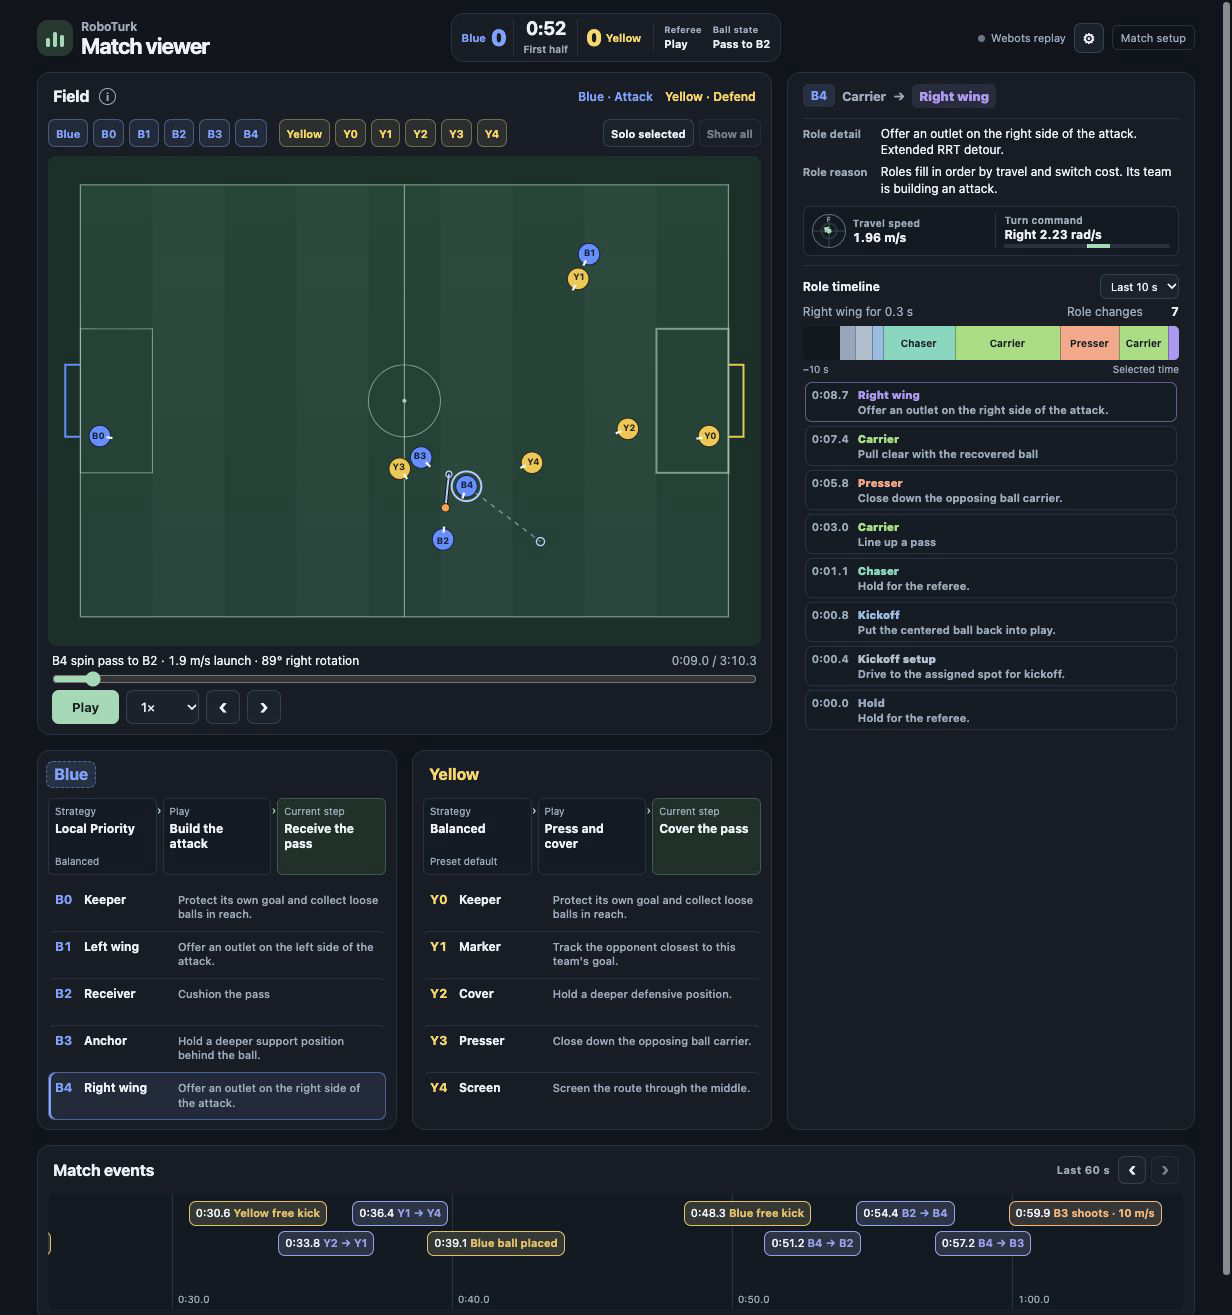 RoboTurk
Match viewer
Blue 0
0:52
First half
0 Yellow
Referee
Play
Ball state
Pass to B2
Webots replay
Match setup
Field i
Blue · Attack Yellow · Defend
Blue B0 B1 B2 B3 B4 Yellow Y0 Y1 Y2 Y3 Y4
Solo selected Show all
B1
Y1
Y2
Y0
B0
B3
Y3
Y4
B4
B2
B4 spin pass to B2 · 1.9 m/s launch · 89° right rotation
0:09.0 / 3:10.3
Play 1×
B4 Carrier → Right wing
Role detail
Offer an outlet on the right side of the attack.
Extended RRT detour.
Role reason
Roles fill in order by travel and switch cost. Its team
is building an attack.
F
Travel speed
1.96 m/s
Turn command
Right 2.23 rad/s
Role timeline
Last 10 s
Right wing for 0.3 s
Role changes 7
Chaser Carrier Presser Carrier
−10 s
Selected time
0:08.7 Right wing
Offer an outlet on the right side of the attack.
0:07.4 Carrier
Pull clear with the recovered ball
0:05.8 Presser
Close down the opposing ball carrier.
0:03.0 Carrier
Line up a pass
0:01.1 Chaser
Hold for the referee.
0:00.8 Kickoff
Put the centered ball back into play.
0:00.4 Kickoff setup
Drive to the assigned spot for kickoff.
0:00.0 Hold
Hold for the referee.
Blue
Strategy
Local Priority
Balanced
Play
Build the
attack
Current step
Receive the
pass
B0 Keeper
Protect its own goal and collect loose
balls in reach.
B1 Left wing
Offer an outlet on the left side of the
attack.
B2 Receiver
Cushion the pass
B3 Anchor
Hold a deeper support position
behind the ball.
B4 Right wing
Offer an outlet on the right side of
the attack.
Yellow
Strategy
Balanced
Preset default
Play
Press and
cover
Current step
Cover the pass
Y0 Keeper
Protect its own goal and collect loose
balls in reach.
Y1 Marker
Track the opponent closest to this
team's goal.
Y2 Cover
Hold a deeper defensive position.
Y3 Presser
Close down the opposing ball carrier.
Y4 Screen
Screen the route through the middle.
Match events
Last 60 s
0:30.6 Yellow free kick
0:36.4 Y1 → Y4
0:48.3 Blue free kick
0:54.4 B2 → B4
0:59.9 B3 shoots · 10 m/s
0:33.8 Y2 → Y1
0:39.1 Blue ball placed
0:51.2 B4 → B2
0:57.2 B4 → B3
0:30.0
0:40.0
0:50.0
1:00.0